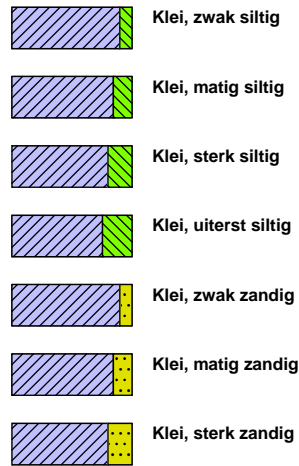 Klei, zwak siltig
Klei, matig siltig
Klei, sterk siltig
Klei, uiterst siltig
Klei, zwak zandig
Klei, matig zandig
Klei, sterk zandig